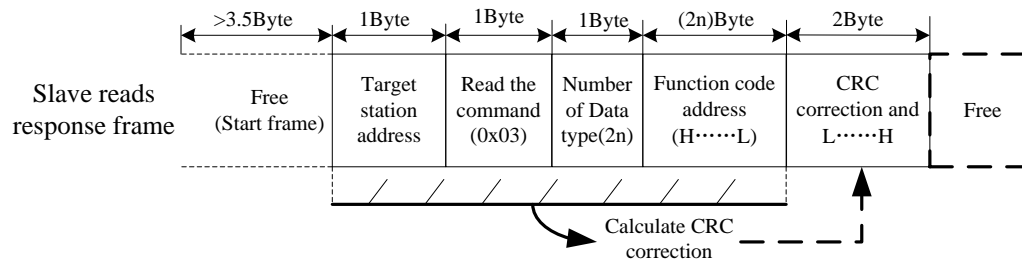 >3.5Byte
1Byte
1Byte
1Byte
(2n)Byte
2Byte
Slave reads
response frame
Free
(Start frame)
Target
station
address
Read the
command
(0x03)
Number
of Data
type(2n)
Function code
address
(H······L)
CRC
correction and
L······H
Free
Calculate CRC
correction